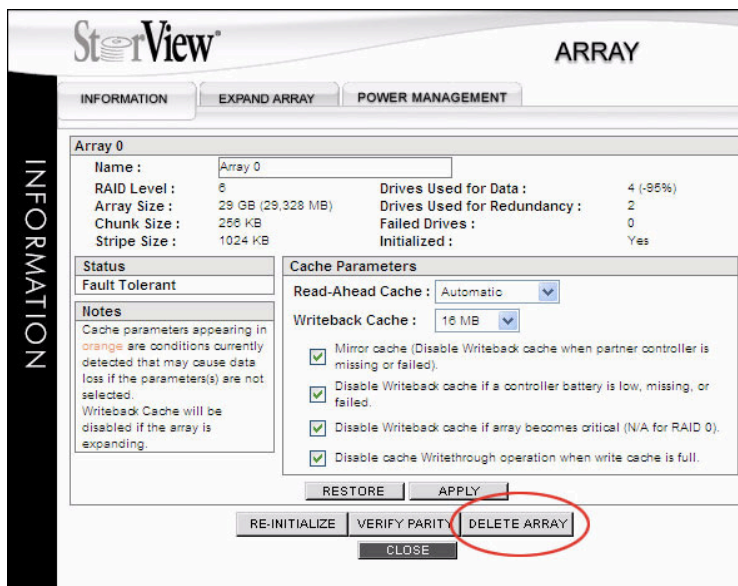 StorView®
ARRAY
INFORMATION
EXPAND ARRAY
POWER MANAGEMENT
INFORMATION
Array 0
Name :
Array 0
RAID Level :
6
Drives Used for Data :
4 (-95%)
Array Size :
29 GB (29,328 MB)
Drives Used for Redundancy :
2
Chunk Size :
256 KB
Failed Drives :
0
Stripe Size :
1024 KB
Initialized :
Yes
Status
Fault Tolerant
Notes
Cache parameters appearing in
orange are conditions currently
detected that may cause data
loss if the parameters(s) are not
selected.
Writeback Cache will be
disabled if the array is
expanding.
Cache Parameters
Read-Ahead Cache :
Automatic
Writeback Cache :
16 MB
Mirror cache (Disable Writeback cache when partner controller is
missing or failed).
Disable Writeback cache if a controller battery is low, missing, or
failed.
Disable Writeback cache if array becomes critical (N/A for RAID 0).
Disable cache Writethrough operation when write cache is full.
RESTORE
APPLY
RE-INITIALIZE
VERIFY PARITY
DELETE ARRAY
CLOSE